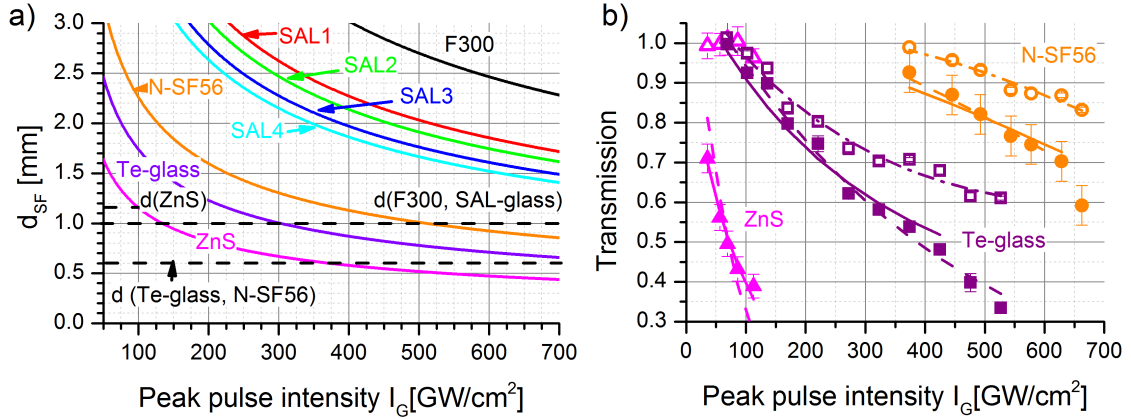 a)
3.0
2.5
2.0
1.5
1.0
0.5
0.0
d_SF [mm]
SAL1
F300
SAL2
N-SF56
SAL3
SAL4
Te-glass
d(ZnS)
d(F300, SAL-glass)
ZnS
d (Te-glass, N-SF56)
100 200 300 400 500 600 700
Peak pulse intensity I_G[GW/cm²]
b)
1.0
0.9
0.8
0.7
0.6
0.5
0.4
0.3
Transmission
N-SF56
ZnS
Te-glass
0 100 200 300 400 500 600 700
Peak pulse intensity I_G[GW/cm²]